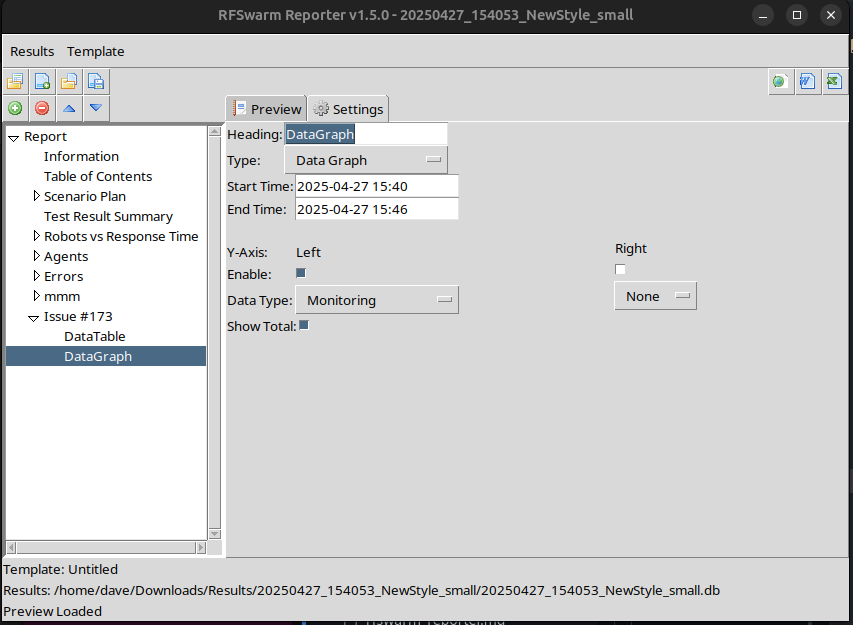 RFSwarm Reporter v1.5.0 - 20250427_154053_NewStyle_small
Results Template
Preview Settings
Report
Information
Table of Contents
Scenario Plan
Test Result Summary
Robots vs Response Time
Agents
Errors
mmm
Issue #173
DataTable
DataGraph
Heading: DataGraph
Type: Data Graph
Start Time: 2025-04-27 15:40
End Time: 2025-04-27 15:46
Y-Axis: Left Right
Enable:
Data Type: Monitoring None
Show Total:
Template: Untitled
Results: /home/dave/Downloads/Results/20250427_154053_NewStyle_small/20250427_154053_NewStyle_small.db
Preview Loaded